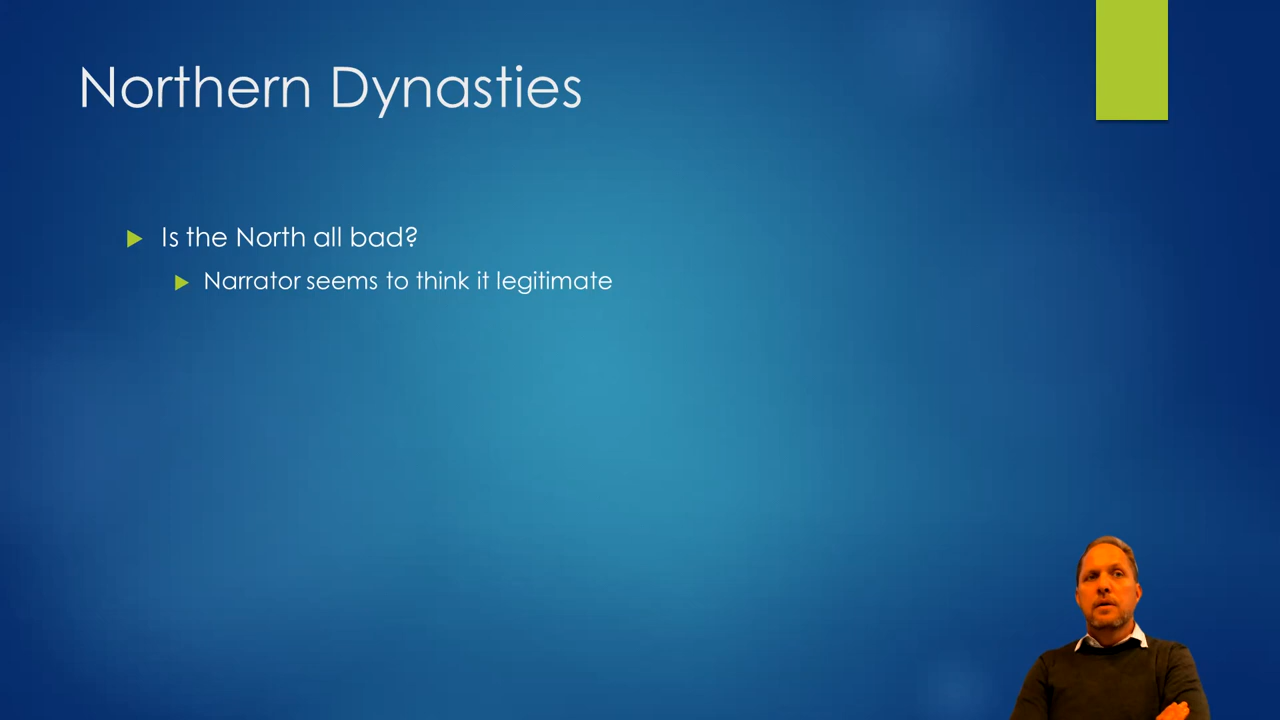 Northern Dynasties
Is the North all bad?
Narrator seems to think it legitimate